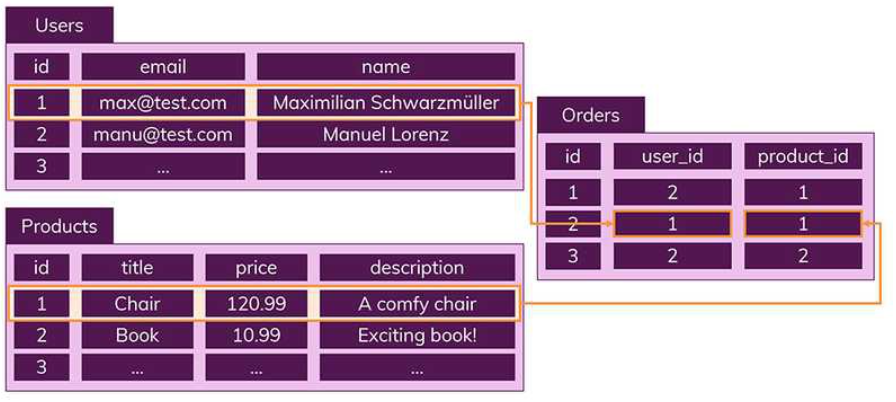 Users
id email name
1 max@test.com Maximilian Schwarzmüller
2 manu@test.com Manuel Lorenz
3 ... ...
Products
id title price description
1 Chair 120.99 A comfy chair
2 Book 10.99 Exciting book!
3 ... ... ...
Orders
id user_id product_id
1 2 1
2 1 1
3 2 2